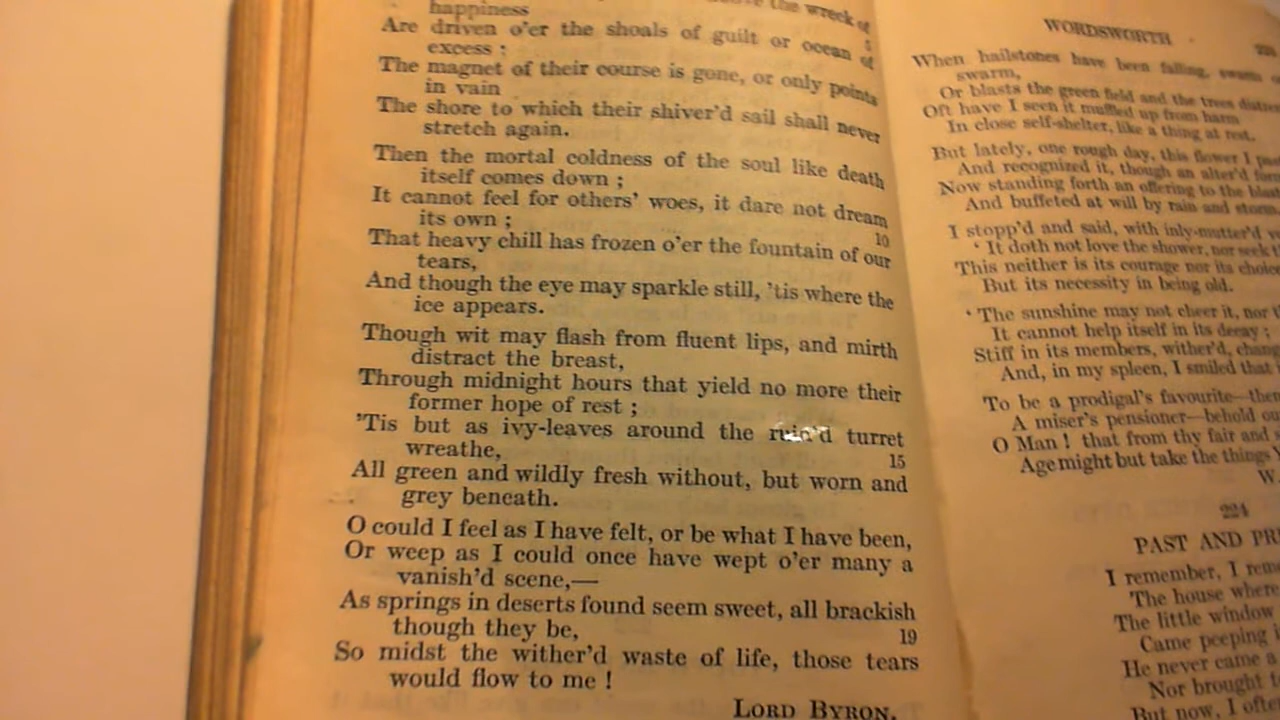 the wreck of
happiness
Are driven o'er the shoals of guilt or ocean of
excess :
The magnet of their course is gone, or only points
in vain
The shore to which their shiver'd sail shall never
stretch again.
Then the mortal coldness of the soul like death
itself comes down ;
It cannot feel for others' woes, it dare not dream
its own ;
10
That heavy chill has frozen o'er the fountain of our
tears,
And though the eye may sparkle still, 'tis where the
ice appears.
Though wit may flash from fluent lips, and mirth
distract the breast,
Through midnight hours that yield no more their
former hope of rest ;
'Tis but as ivy-leaves around the ruin'd turret
wreathe,
15
All green and wildly fresh without, but worn and
grey beneath.
O could I feel as I have felt, or be what I have been,
Or weep as I could once have wept o'er many a
vanish'd scene,—
As springs in deserts found seem sweet, all brackish
though they be,
19
So midst the wither'd waste of life, those tears
would flow to me !
LORD BYRON.
WORDSWORTH
When hailstones have been falling, swarm
swarm,
Or blasts the green field and the trees
Oft have I seen it muffled up from harm
In close self-shelter, like a thing at rest.
But lately, one rough day, this flower I
And recognized it, though an alter'd
Now standing forth an offering to the
And buffeted at will by rain and
I stopp'd and said, with inly-mutter'd
' It doth not love the shower, nor seek
This neither is its courage nor its
But its necessity in being old.
' The sunshine may not cheer it, nor
It cannot help itself in its decay ;
Stiff in its members, wither'd,
And, in my spleen, I smiled that
To be a prodigal's favourite—
A miser's pensioner—behold
O Man ! that from thy fair and
Age might but take the things
W.
224
PAST AND
I remember, I
The house where
The little window
Came peeping
He never came a
Nor brought
But now, I